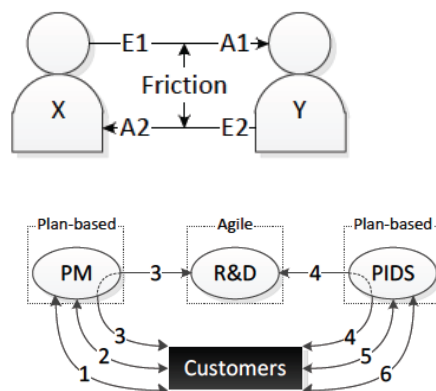 E1 A1
Friction
X Y
A2 E2
Plan-based Agile Plan-based
PM 3 R&D 4 PIDS
3 4
2 5
1 Customers 6